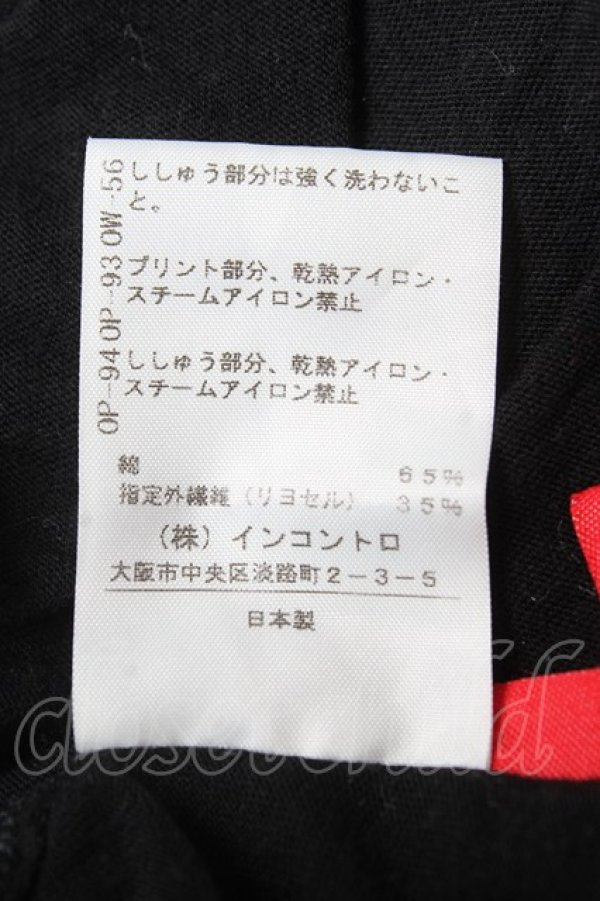 ししゅう部分は強く洗わないこ
と。
プリント部分、乾熱アイロン・
スチームアイロン禁止
ししゅう部分、乾熱アイロン・
スチームアイロン禁止
OP-94 OP-93 OW-56
綿 65%
指定外繊維(リヨセル) 35%
(株)インコントロ
大阪市中央区淡路町2-3-5
日本製
closetchild